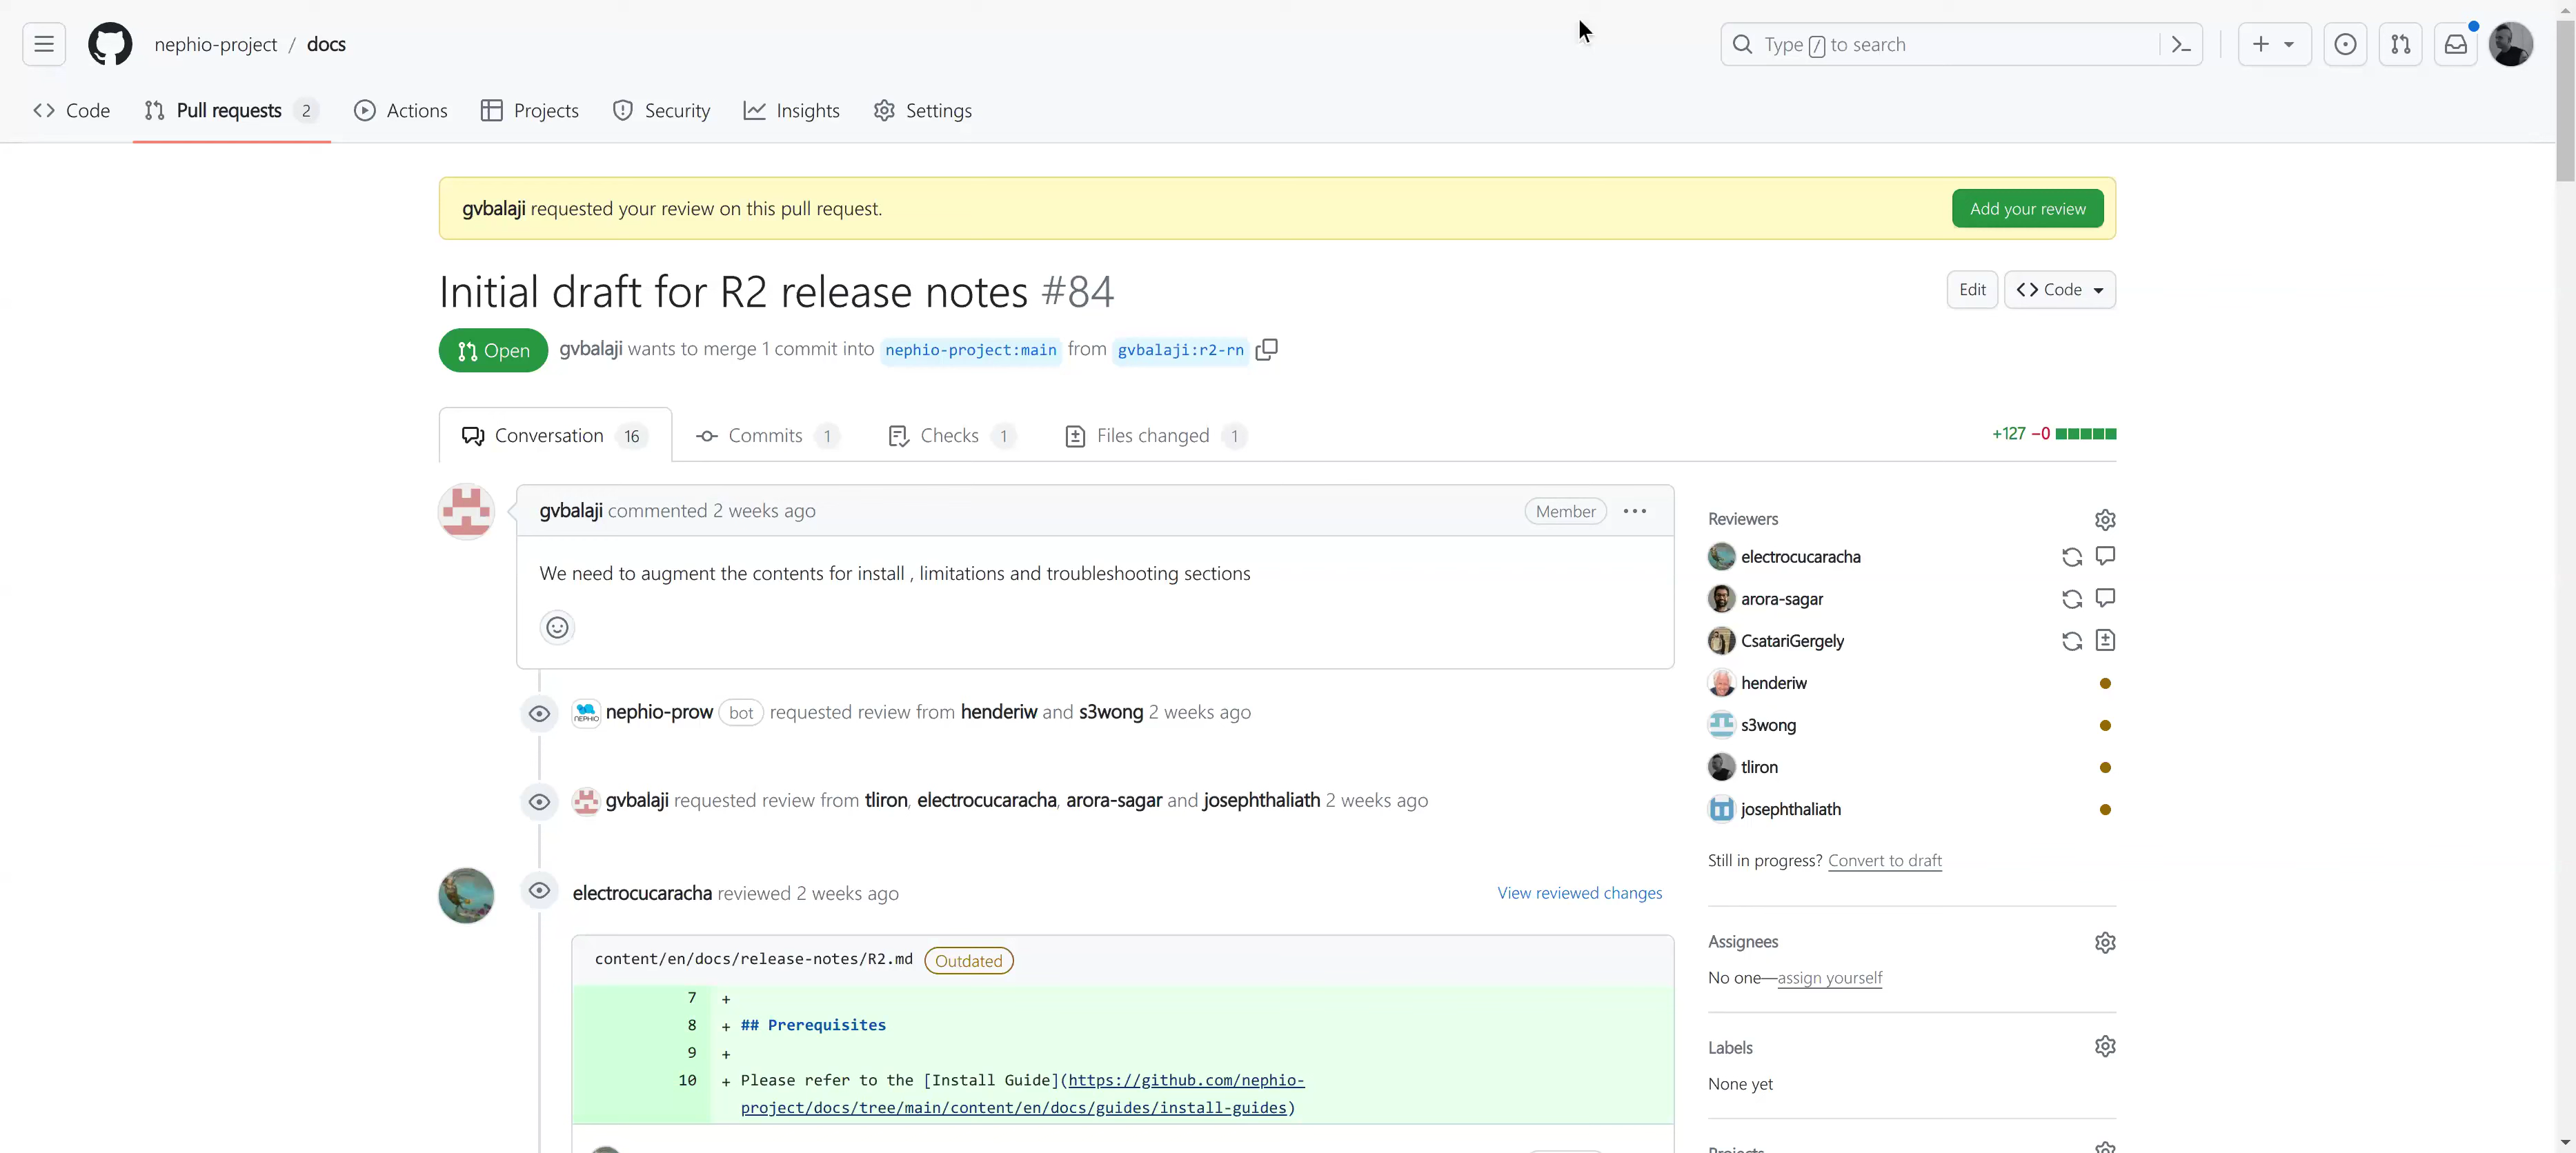 nephio-project / docs
Type / to search
Code
Pull requests 2
Actions
Projects
Security
Insights
Settings
gvbalaji requested your review on this pull request.
Add your review
Initial draft for R2 release notes #84
Edit
<> Code
Open
gvbalaji wants to merge 1 commit into nephio-project:main from gvbalaji:r2-rn
Conversation 16
Commits 1
Checks 1
Files changed 1
+127 −0
gvbalaji commented 2 weeks ago
Member
We need to augment the contents for install , limitations and troubleshooting sections
NEPHIO
nephio-prow bot requested review from henderiw and s3wong 2 weeks ago
gvbalaji requested review from tliron, electrocucaracha, arora-sagar and josephthaliath 2 weeks ago
electrocucaracha reviewed 2 weeks ago
View reviewed changes
content/en/docs/release-notes/R2.md Outdated
7 +
8 + ## Prerequisites
9 +
10 + Please refer to the [Install Guide](https://github.com/nephio-
project/docs/tree/main/content/en/docs/guides/install-guides)
Reviewers
electrocucaracha
arora-sagar
CsatariGergely
henderiw
s3wong
tliron
josephthaliath
Still in progress? Convert to draft
Assignees
No one—assign yourself
Labels
None yet
Projects